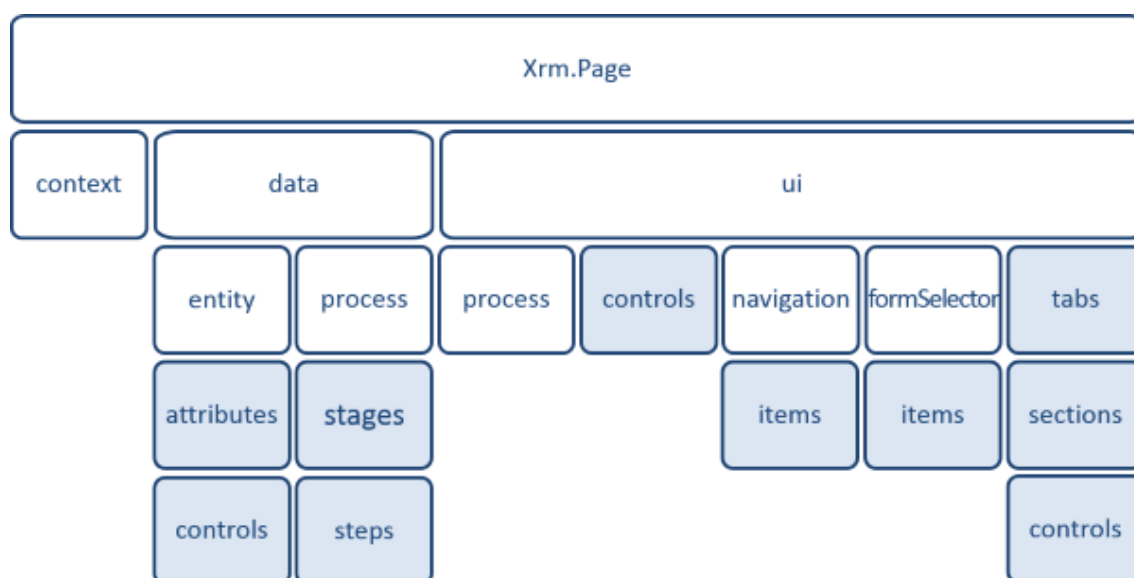 Xrm.Page
context
data
ui
entity
process
process
controls
navigation
formSelector
tabs
attributes
stages
items
items
sections
controls
steps
controls